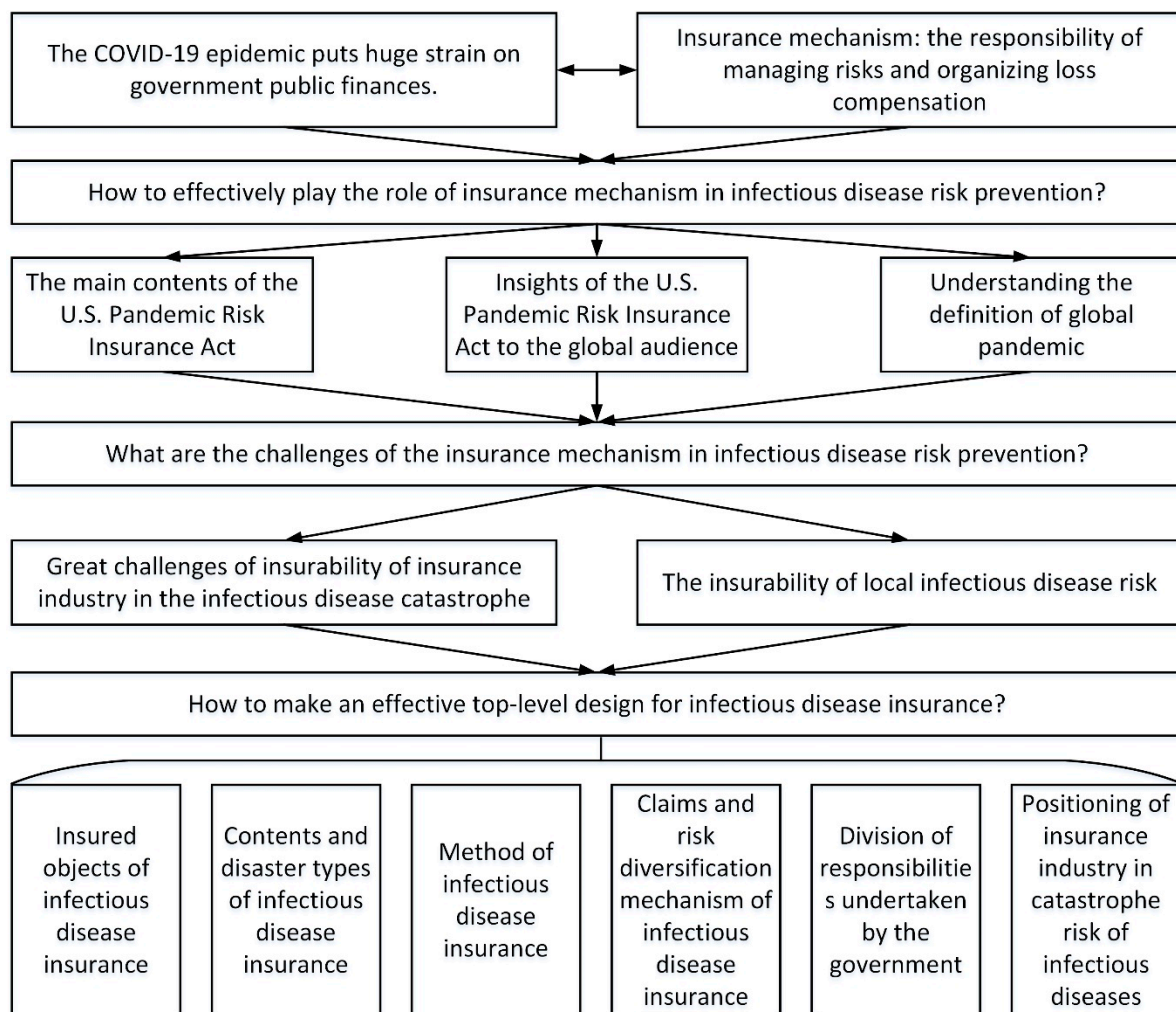 The COVID-19 epidemic puts huge strain on
government public finances.
Insurance mechanism: the responsibility of
managing risks and organizing loss
compensation
How to effectively play the role of insurance mechanism in infectious disease risk prevention?
The main contents of the
U.S. Pandemic Risk
Insurance Act
Insights of the U.S.
Pandemic Risk Insurance
Act to the global audience
Understanding the
definition of global
pandemic
What are the challenges of the insurance mechanism in infectious disease risk prevention?
Great challenges of insurability of insurance
industry in the infectious disease catastrophe
The insurability of local infectious disease risk
How to make an effective top-level design for infectious disease insurance?
Insured
objects of
infectious
disease
insurance
Contents and
disaster types
of infectious
disease
insurance
Method of
infectious
disease
insurance
Claims and
risk
diversification
mechanism of
infectious
disease
insurance
Division of
responsibilitie
s undertaken
by the
government
Positioning of
insurance
industry in
catastrophe
risk of
infectious
diseases